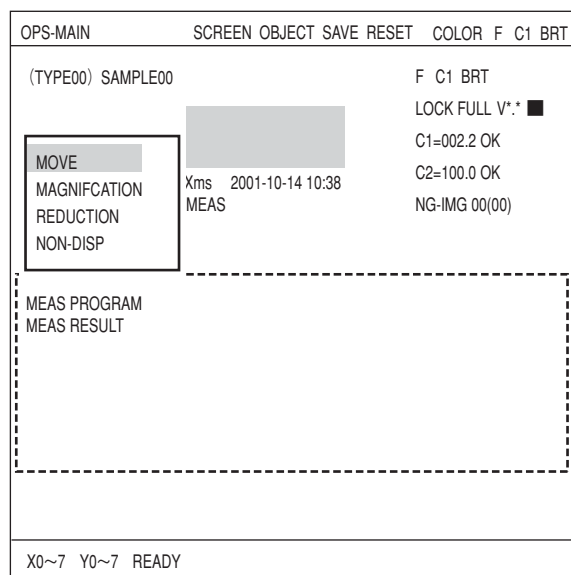 OPS-MAIN SCREEN OBJECT SAVE RESET COLOR F C1 BRT
(TYPE00) SAMPLE00
F C1 BRT
LOCK FULL V*.* ■
C1=002.2 OK
C2=100.0 OK
NG-IMG 00(00)
MOVE
MAGNIFCATION
REDUCTION
NON-DISP
Xms 2001-10-14 10:38
MEAS
MEAS PROGRAM
MEAS RESULT
X0~7 Y0~7 READY